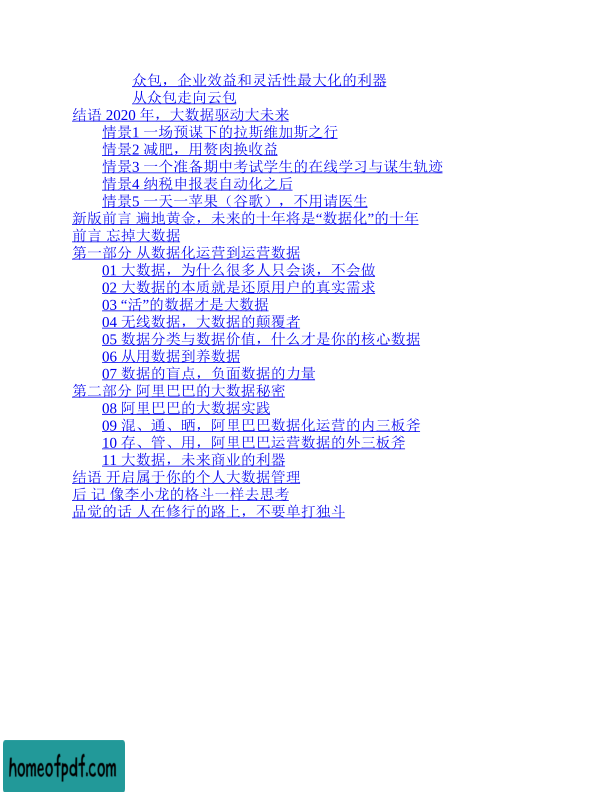 众包，企业效益和灵活性最大化的利器
从众包走向云包
结语 2020 年，大数据驱动大未来
情景1 一场预谋下的拉斯维加斯之行
情景2 减肥，用赘肉换收益
情景3 一个准备期中考试学生的在线学习与谋生轨迹
情景4 纳税申报表自动化之后
情景5 一天一苹果（谷歌），不用请医生
新版前言 遍地黄金，未来的十年将是“数据化”的十年
前言 忘掉大数据
第一部分 从数据化运营到运营数据
01 大数据，为什么很多人只会谈，不会做
02 大数据的本质就是还原用户的真实需求
03 “活”的数据才是大数据
04 无线数据，大数据的颠覆者
05 数据分类与数据价值，什么才是你的核心数据
06 从用数据到养数据
07 数据的盲点，负面数据的力量
第二部分 阿里巴巴的大数据秘密
08 阿里巴巴的大数据实践
09 混、通、晒，阿里巴巴数据化运营的内三板斧
10 存、管、用，阿里巴巴运营数据的外三板斧
11 大数据，未来商业的利器
结语 开启属于你的个人大数据管理
后 记 像李小龙的格斗一样去思考
品觉的话 人在修行的路上，不要单打独斗
homeofpdf.com